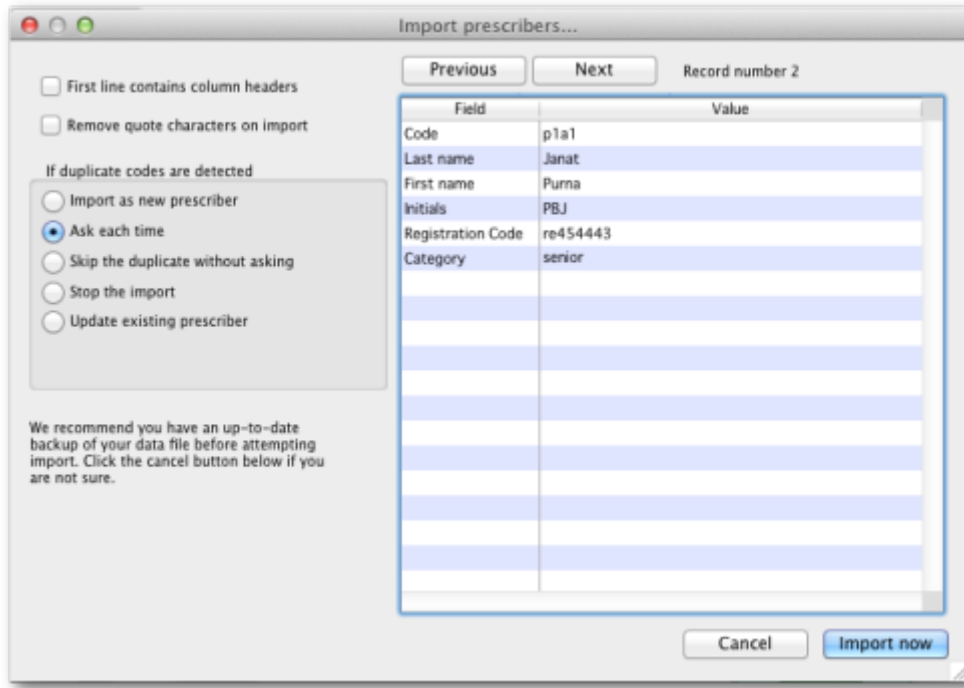 Import prescribers...
First line contains column headers
Remove quote characters on import
If duplicate codes are detected
Import as new prescriber
Ask each time
Skip the duplicate without asking
Stop the import
Update existing prescriber
We recommend you have an up-to-date
backup of your data file before attempting
import. Click the cancel button below if you
are not sure.
Previous Next Record number 2
Field Value
Code p1a1
Last name Janat
First name Purna
Initials PBJ
Registration Code re454443
Category senior
Cancel Import now